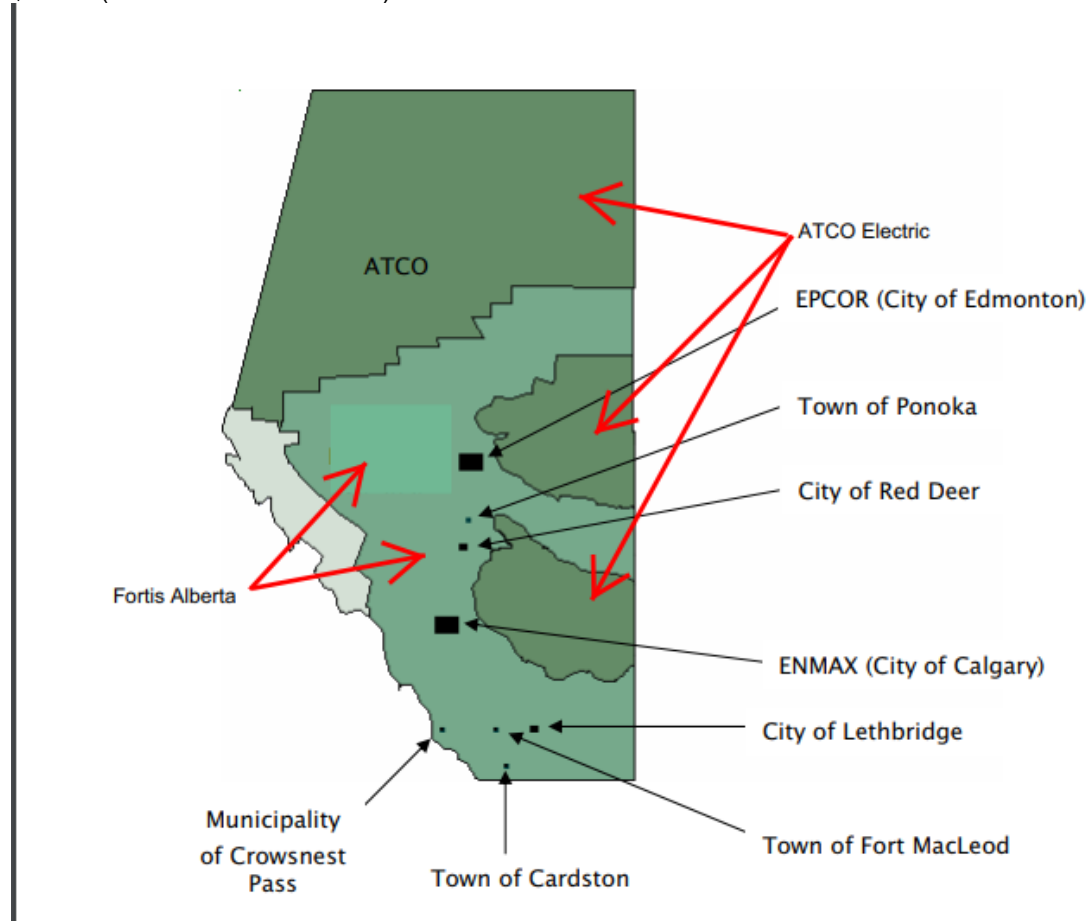 ATCO Electric
ATCO
EPCOR (City of Edmonton)
Town of Ponoka
City of Red Deer
Fortis Alberta
ENMAX (City of Calgary)
City of Lethbridge
Municipality
of Crowsnest
Pass
Town of Fort MacLeod
Town of Cardston